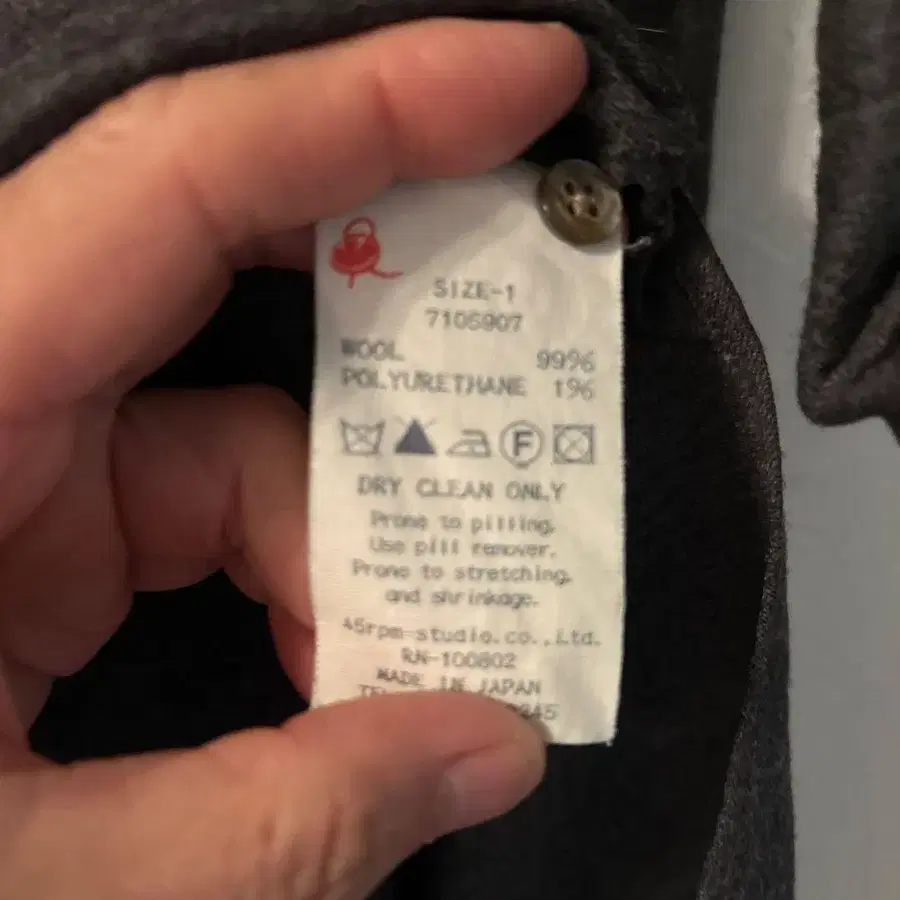 SIZE-1
7105907
WOOL 99%
POLYURETHANE 1%
F
DRY CLEAN ONLY
Prone to pilling.
Use pill remover.
Prone to stretching.
and shrinkage.
45rpm studio.co.,Ltd.
RN-100802
MADE IN JAPAN